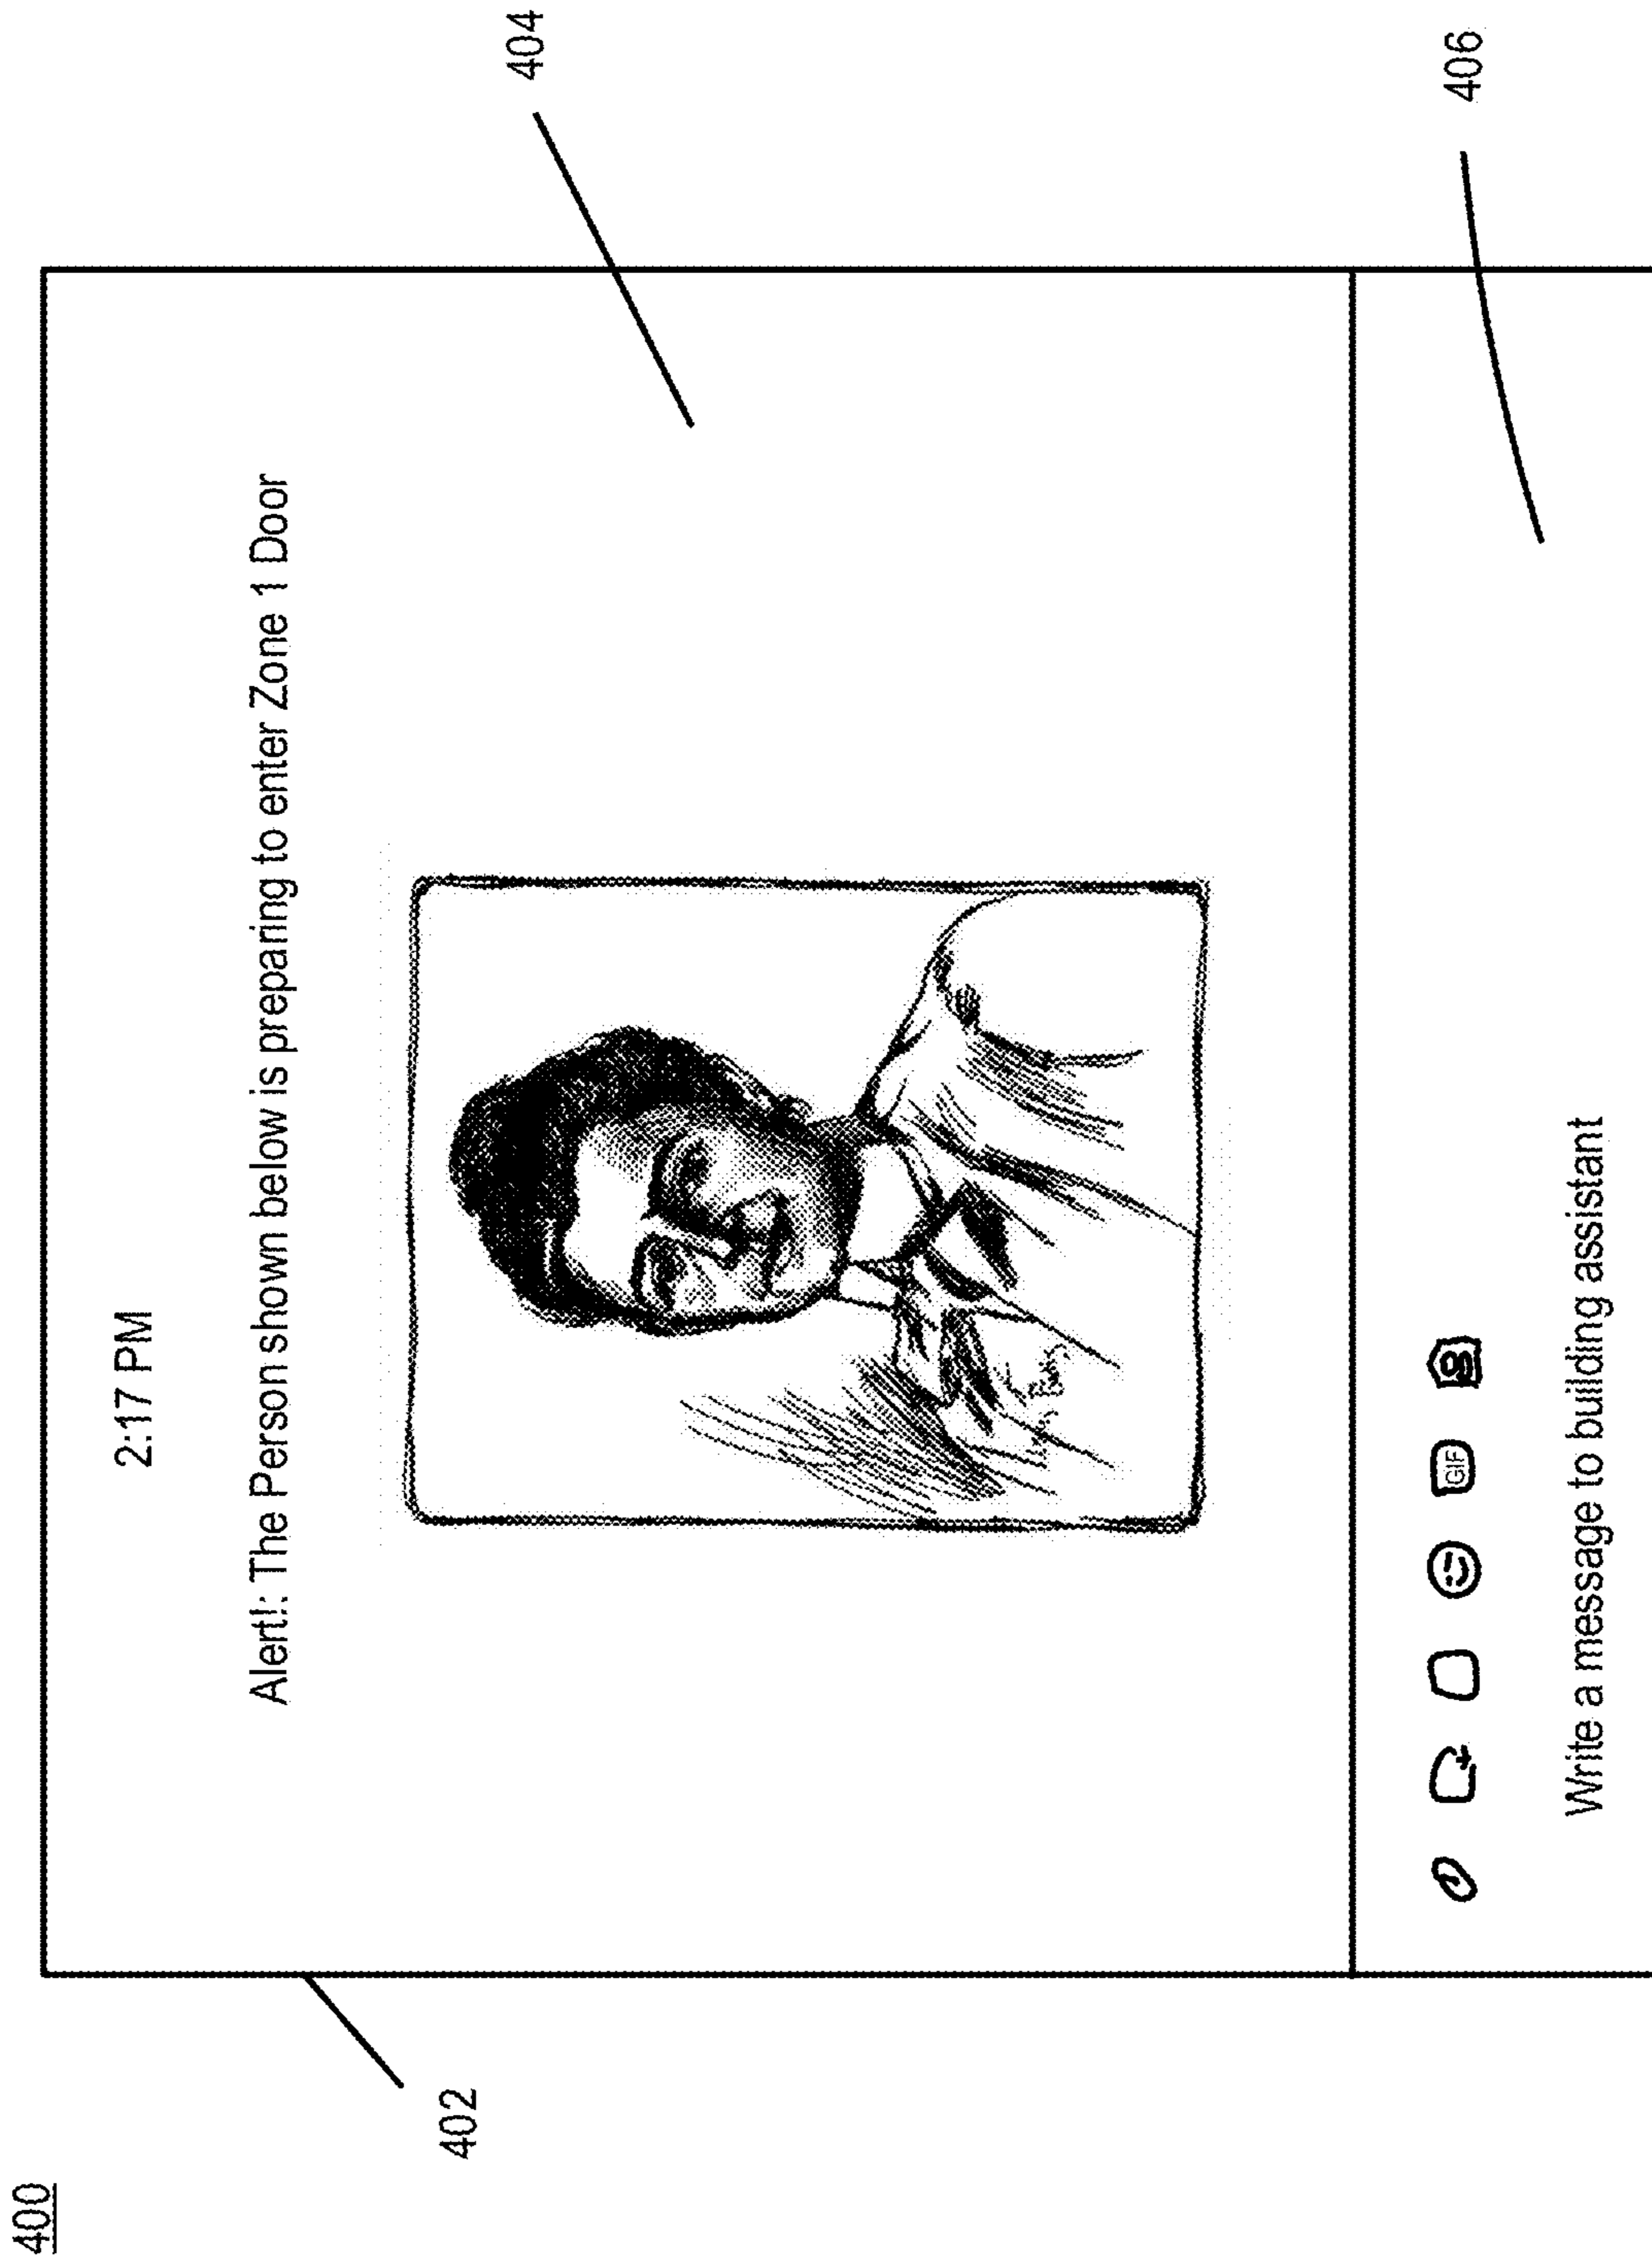 400
402
2:17 PM
Alert!: The Person shown below is preparing to enter Zone 1 Door
404
GIF
Write a message to building assistant
406